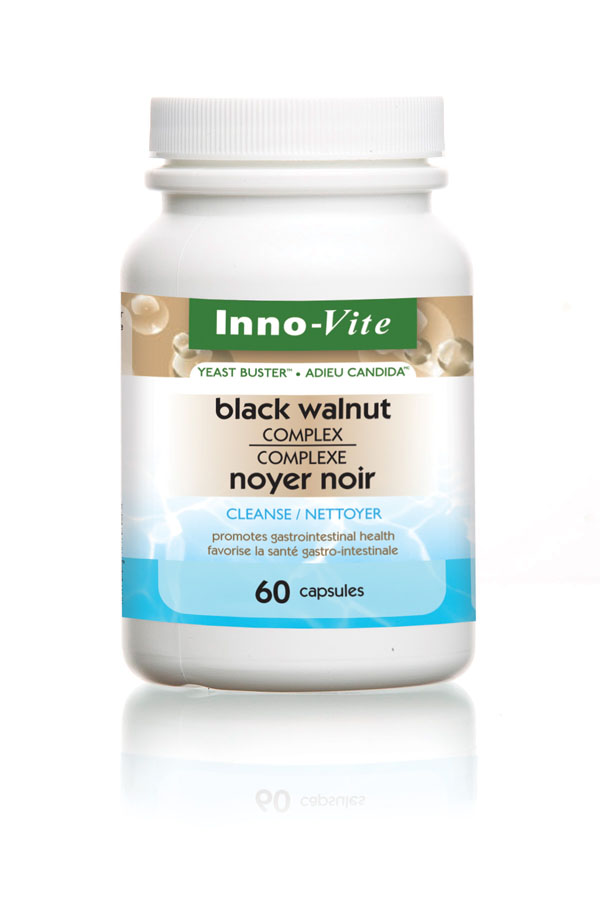 Inno-Vite
YEAST BUSTER™ • ADIEU CANDIDA™
black walnut
COMPLEX
COMPLEXE
noyer noir
CLEANSE / NETTOYER
promotes gastrointestinal health
favorise la santé gastro-intestinale
60 capsules